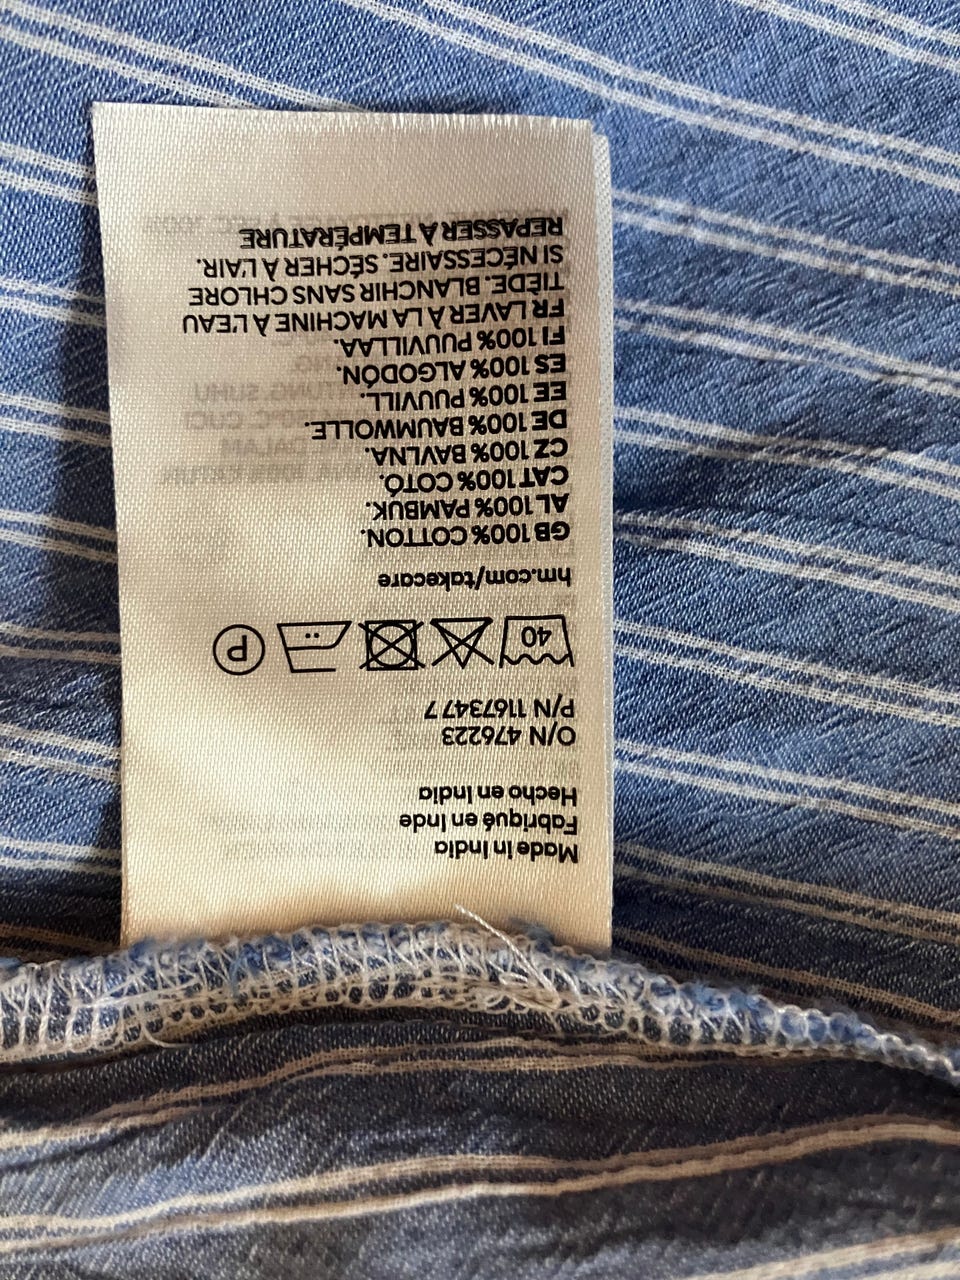 Made in India
Fabriqué en Inde
Hecho en India
O/N 476223
P/N 11673477
40 P
hm.com/takecare
GB 100% COTTON.
AL 100% PAMBUK.
CAT 100% COTÓ.
CZ 100% BAVLNA.
DE 100% BAUMWOLLE.
EE 100% PUUVILL.
ES 100% ALGODÓN.
FI 100% PUUVILLAA.
FR LAVER À LA MACHINE À L'EAU
TIÈDE. BLANCHIR SANS CHLORE
SI NÉCESSAIRE. SÉCHER À L'AIR.
REPASSER À TEMPÉRATURE